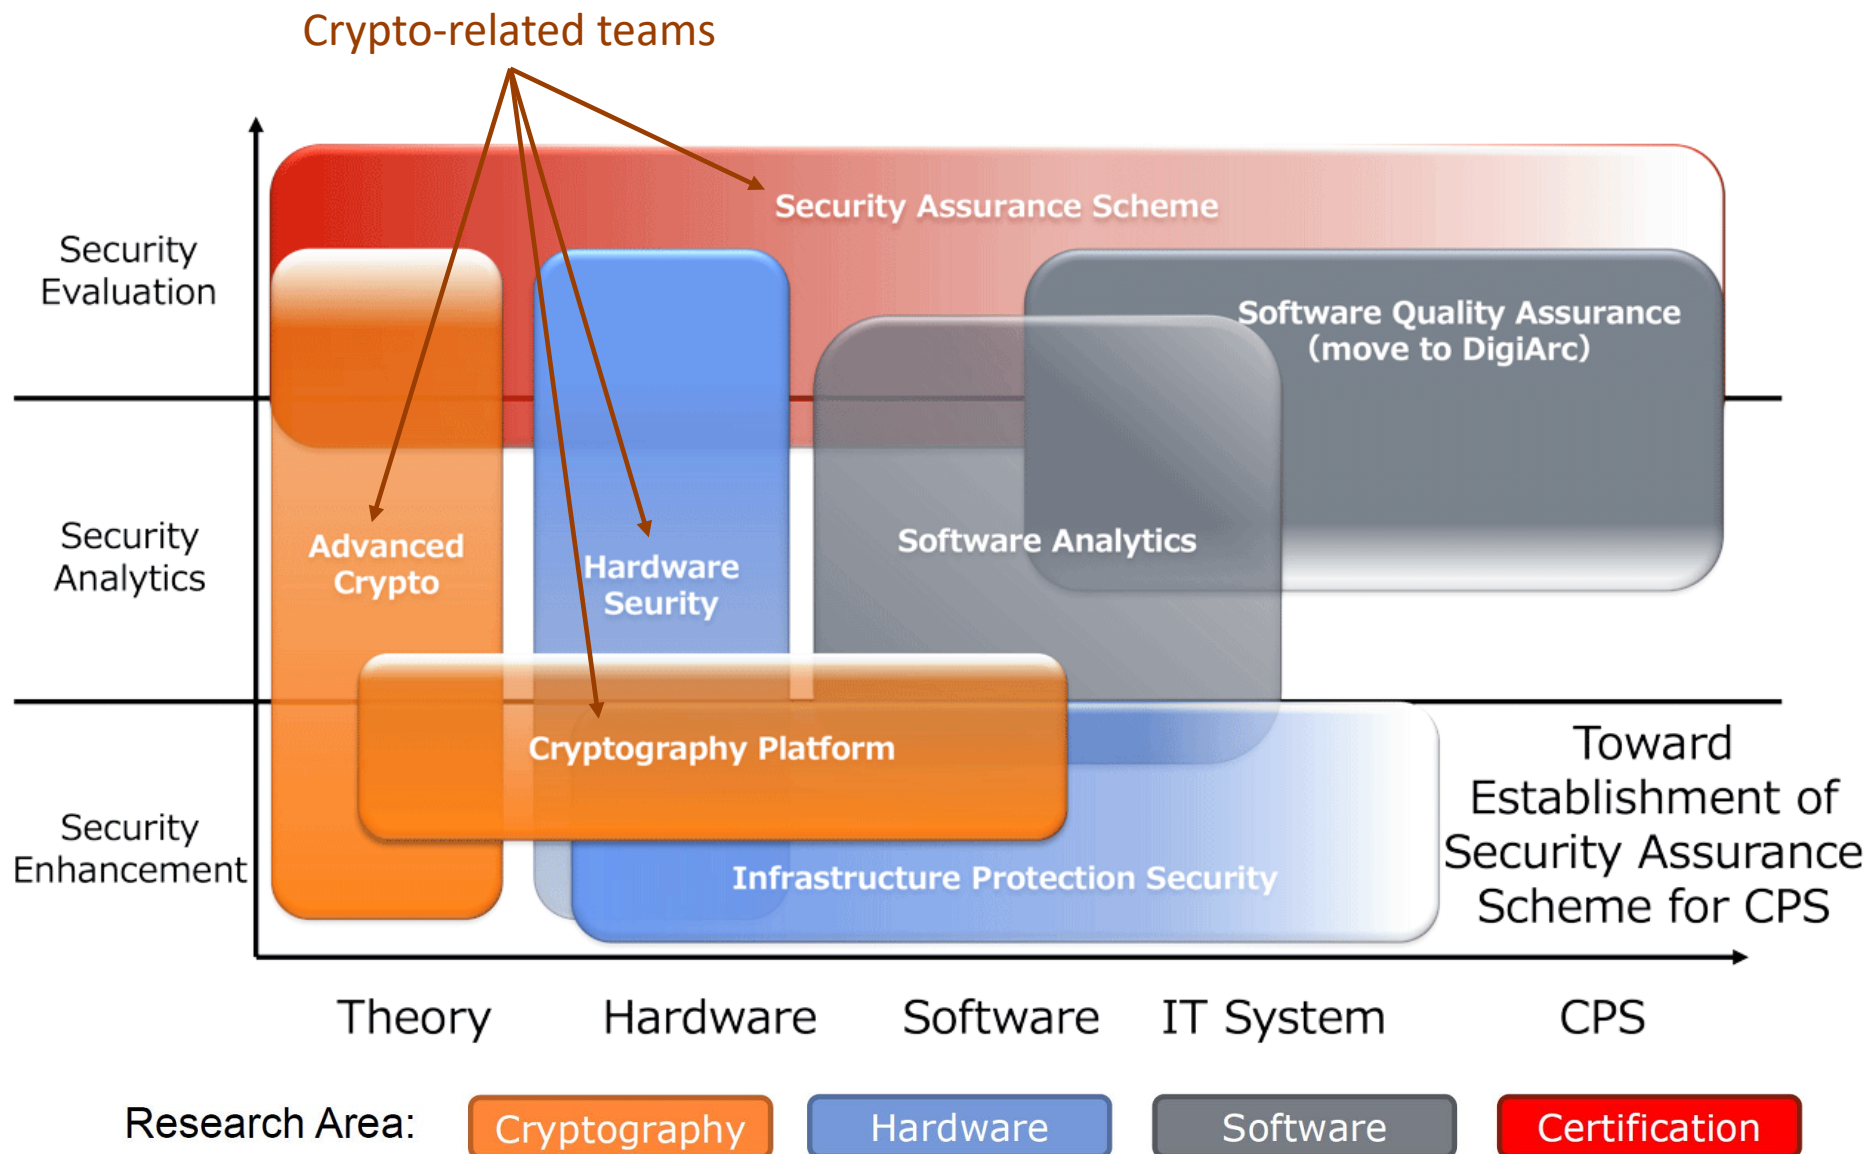 Crypto-related teams
Security Assurance Scheme
Security
Evaluation
Software Quality Assurance
(move to DigiArc)
Security
Analytics
Advanced
Crypto
Hardware
Seurity
Software Analytics
Cryptography Platform
Security
Enhancement
Infrastructure Protection Security
Toward
Establishment of
Security Assurance
Scheme for CPS
Theory
Hardware
Software
IT System
CPS
Research Area:
Cryptography
Hardware
Software
Certification